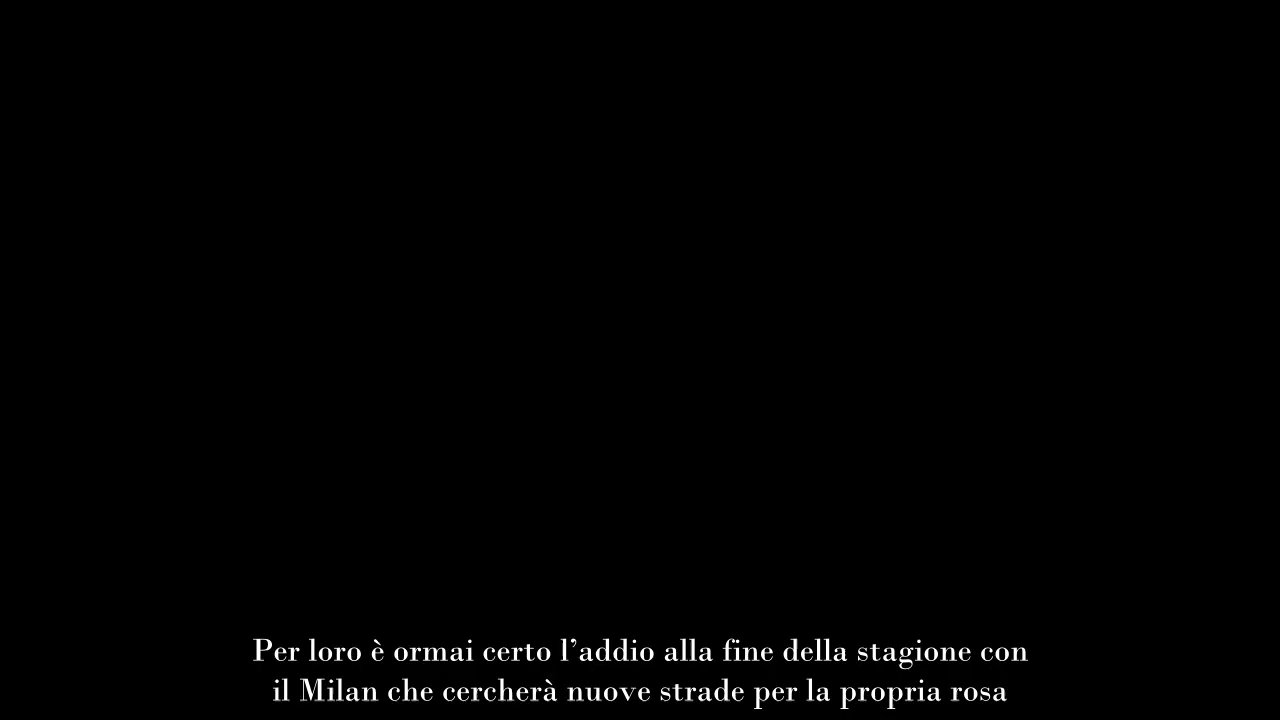 Per loro è ormai certo l’addio alla fine della stagione con
il Milan che cercherà nuove strade per la propria rosa